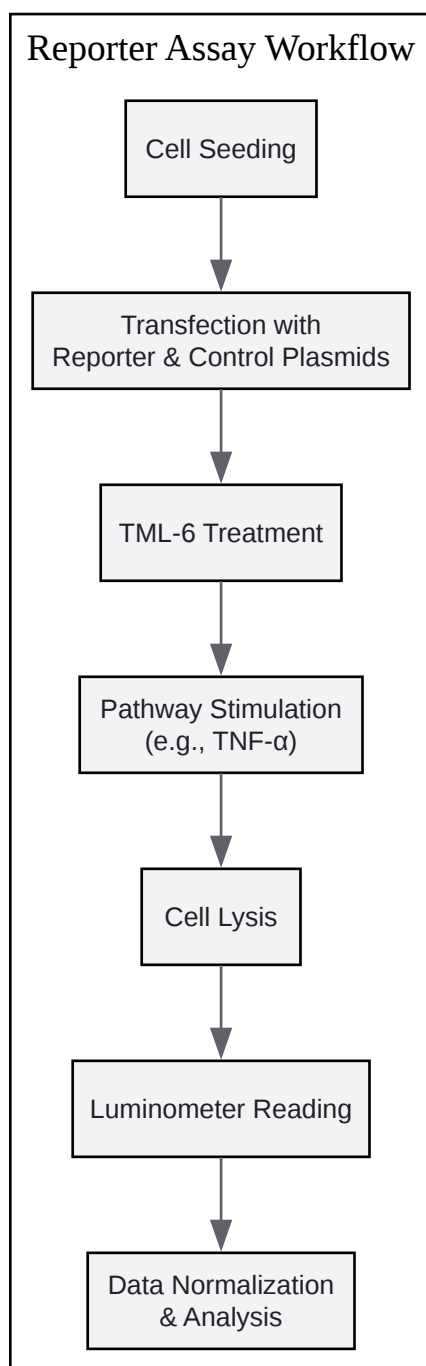 Reporter Assay Workflow
Cell Seeding
Transfection with
Reporter & Control Plasmids
TML-6 Treatment
Pathway Stimulation
(e.g., TNF-α)
Cell Lysis
Luminometer Reading
Data Normalization
& Analysis